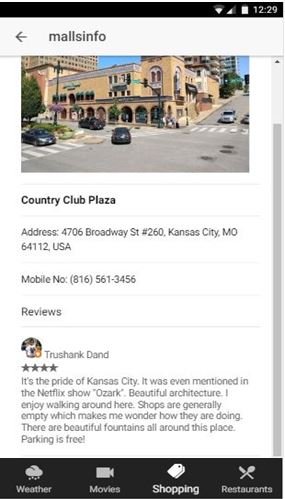 12:29
mallsinfo
Country Club Plaza
Address: 4706 Broadway St #260, Kansas City, MO
64112, USA
Mobile No: (816) 561-3456
Reviews
Trushank Dand
★★★★
It's the pride of Kansas City. It was even mentioned in
the Netflix show "Ozark". Beautiful architecture. I
enjoy walking around here. Shops are generally
empty which makes me wonder how they are doing.
There are beautiful fountains all around this place.
Parking is free!
Weather Movies Shopping Restaurants